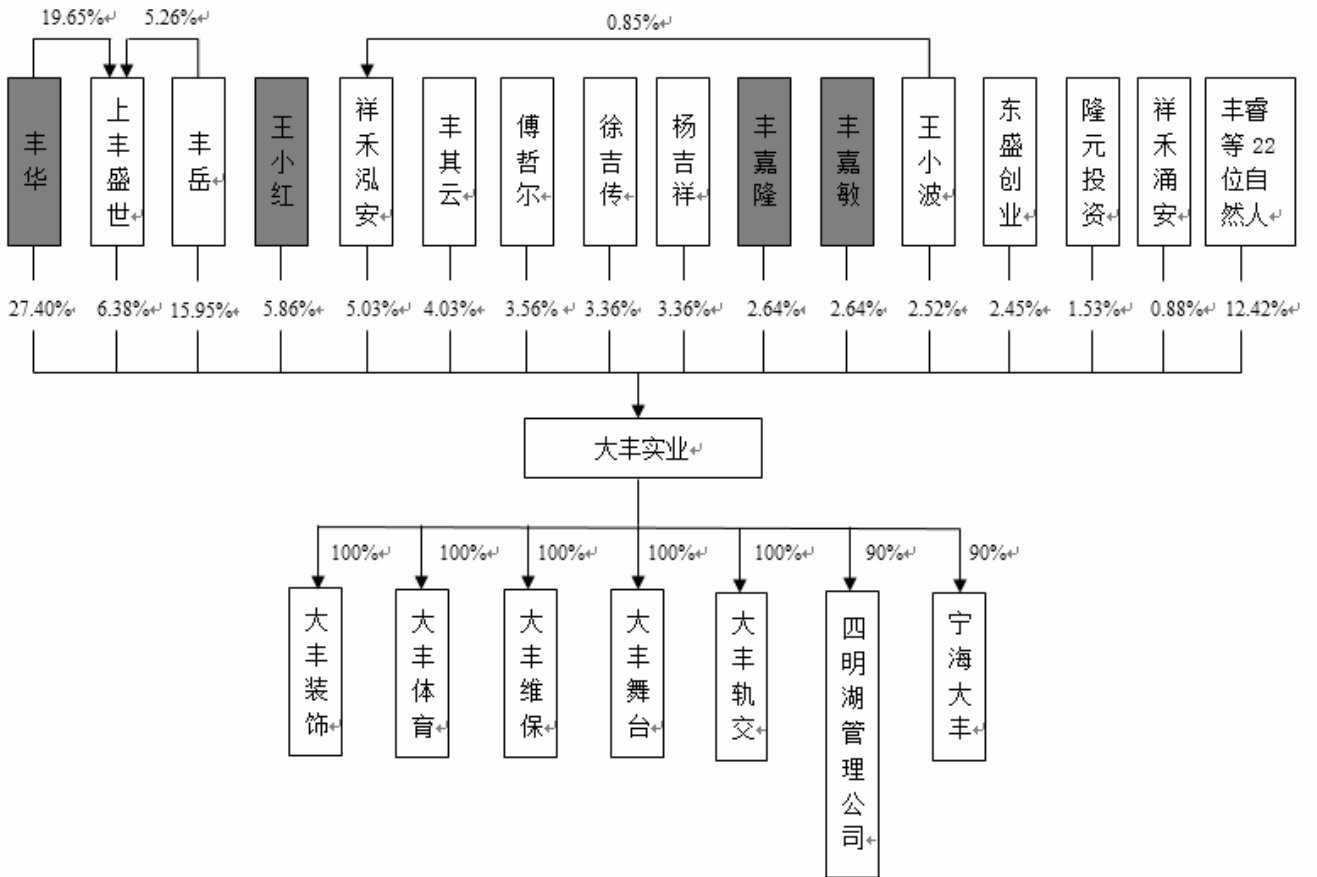 19.65%↵ 5.26%↵ 0.85%↵
丰华
上丰盛世↵
丰岳↵
王小红
祥禾泓安↵
丰其云↵
傅哲尔↵
徐吉传↵
杨吉祥↵
丰嘉隆
丰嘉敏
王小波↵
东盛创业↵
隆元投资↵
祥禾涌安↵
丰睿
等 22
位自
然人↵
27.40%↵ 6.38%↵ 15.95%↵ 5.86%↵ 5.03%↵ 4.03%↵ 3.56%↵ 3.36%↵ 3.36%↵ 2.64%↵ 2.64%↵ 2.52%↵ 2.45%↵ 1.53%↵ 0.88%↵ 12.42%↵
大丰实业↵
100%↵ 100%↵ 100%↵ 100%↵ 100%↵ 90%↵ 90%↵
大丰装饰↵
大丰体育↵
大丰维保↵
大丰舞台↵
大丰轨交↵
四明湖管理公司↵
宁海大丰↵